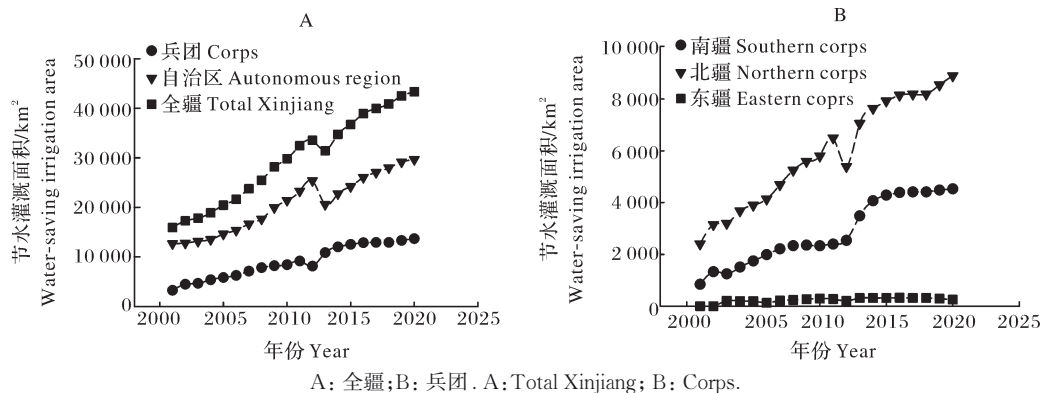 A
● 兵团 Corps
▼ 自治区 Autonomous region
■ 全疆 Total Xinjiang
节水灌溉面积/km²
Water-saving irrigation area
50 000
40 000
30 000
20 000
10 000
0
2000 2005 2010 2015 2020 2025
年份 Year
B
● 南疆 Southern corps
▼ 北疆 Northern corps
■ 东疆 Eastern coprs
节水灌溉面积/km²
Water-saving irrigation area
10 000
8 000
6 000
4 000
2 000
0
2000 2006 2010 2015 2020 2025
年份 Year
A: 全疆;B: 兵团. A:Total Xinjiang; B: Corps.